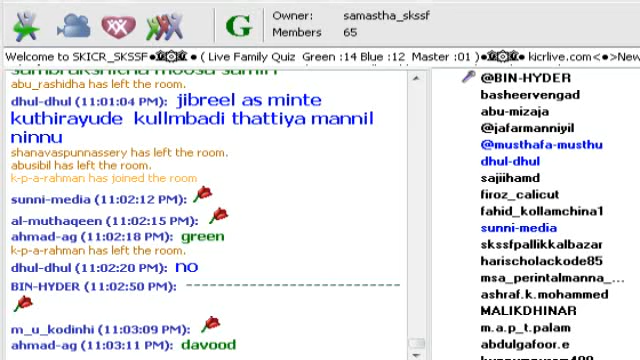 Owner: samastha_skssf
G
Members 65
Welcome to SKICR_SKSSF ( Live Family Quiz Green :14 Blue :12 Master :01 ) kicrlive.com<●>New
abu_rashidha has left the room.
dhul-dhul (11:01:04 PM): jibreel as minte
kuthirayude kullmbadi thattiya mannil
ninnu
shanavaspunnassery has left the room.
abusibil has left the room.
k-p-a-rahman has joined the room
sunni-media (11:02:12 PM):
al-muthaqeen (11:02:15 PM):
ahmad-ag (11:02:18 PM): green
k-p-a-rahman has left the room.
dhul-dhul (11:02:20 PM): no
BIN-HYDER (11:02:50 PM): ------------------------------
m_u_kodinhi (11:03:09 PM):
ahmad-ag (11:03:11 PM): davood
@BIN-HYDER
basheervengad
abu-mizaja
@jafarmanniyil
@musthafa-musthu
dhul-dhul
sajiihamd
firoz_calicut
fahid_kollamchina1
sunni-media
skssfpallikkalbazar
harischolackode85
msa_perintalmanna_...
ashraf.k.mohammed
MALIKDHINAR
m.a.p_t.palam
abdulgafoor.e